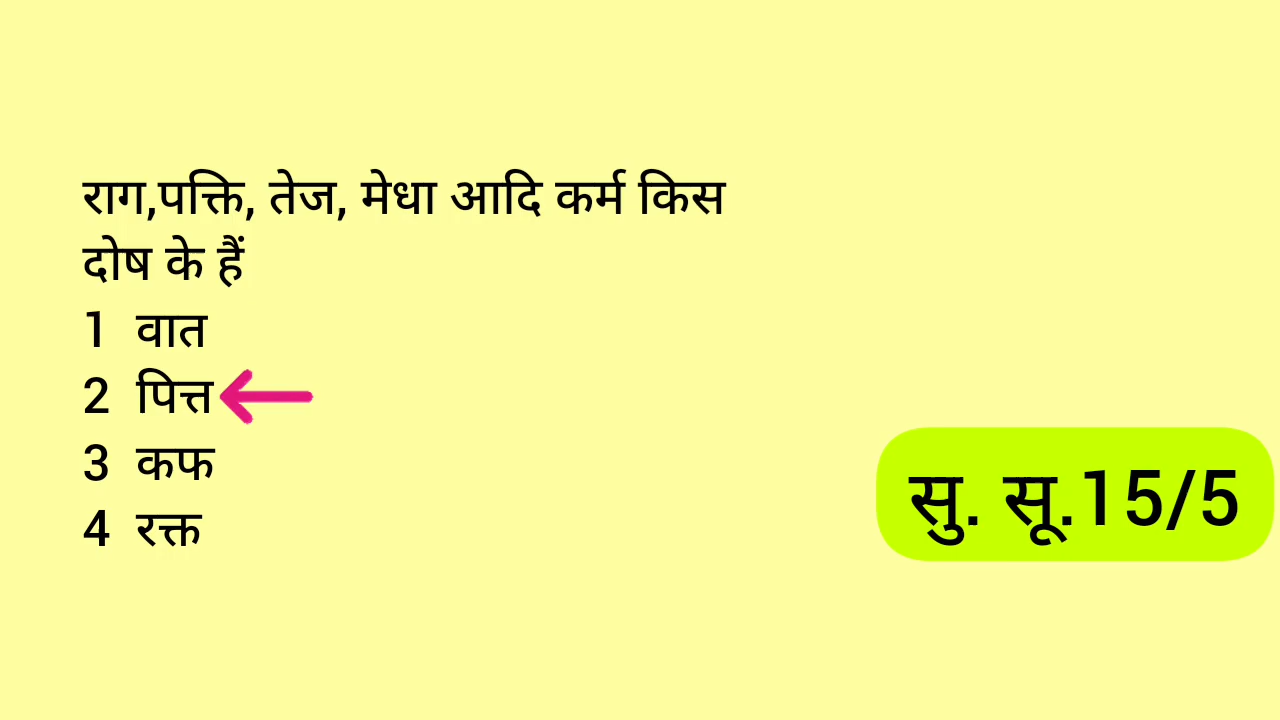 राग,पक्ति, तेज, मेधा आदि कर्म किस
दोष के हैं
1 वात
2 पित्त
3 कफ
4 रक्त
सु. सू.15/5